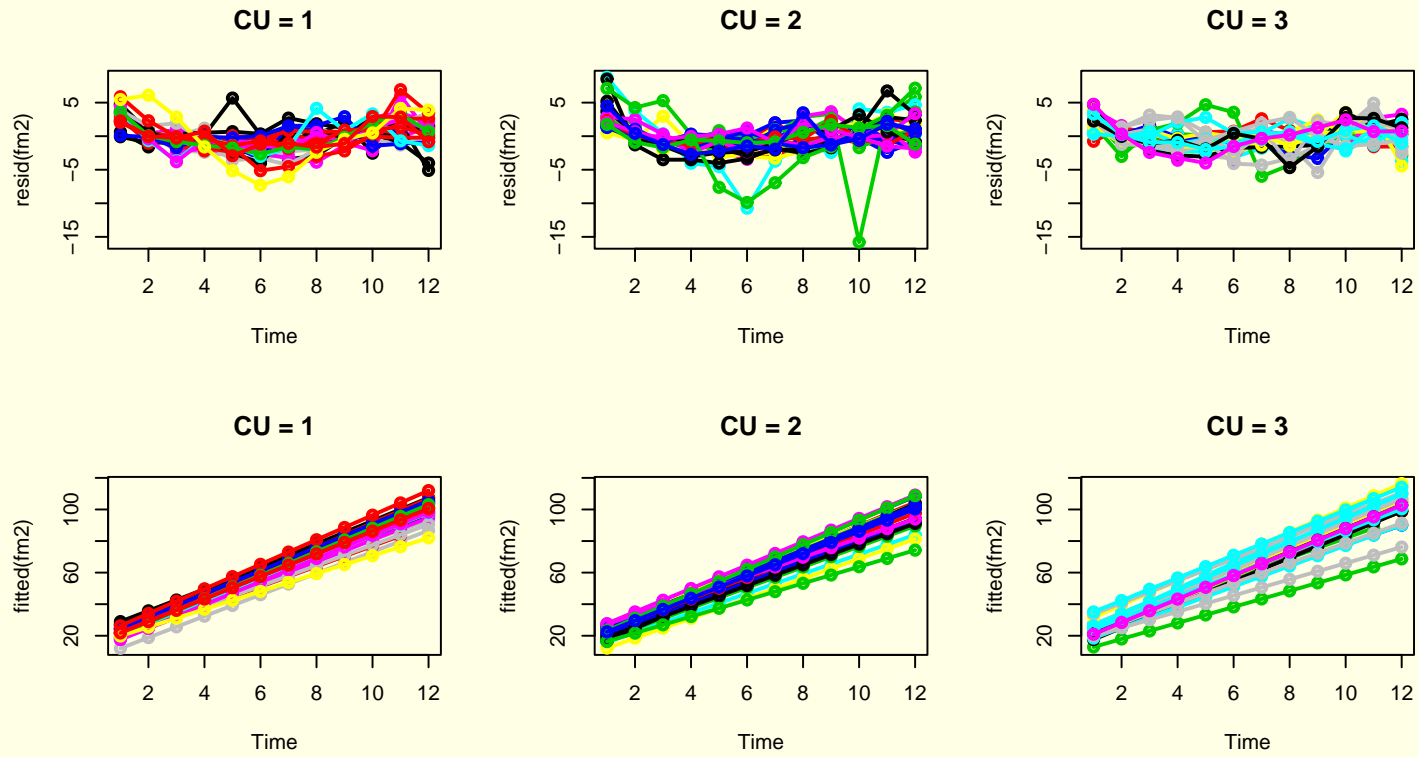 CU = 1
resid(fm2)
5
−5
−15
2 4 6 8 10 12
Time
CU = 2
resid(fm2)
5
−5
−15
2 4 6 8 10 12
Time
CU = 3
resid(fm2)
5
−5
−15
2 4 6 8 10 12
Time
CU = 1
fitted(fm2)
100
60
20
2 4 6 8 10 12
Time
CU = 2
fitted(fm2)
100
60
20
2 4 6 8 10 12
Time
CU = 3
fitted(fm2)
100
60
20
2 4 6 8 10 12
Time